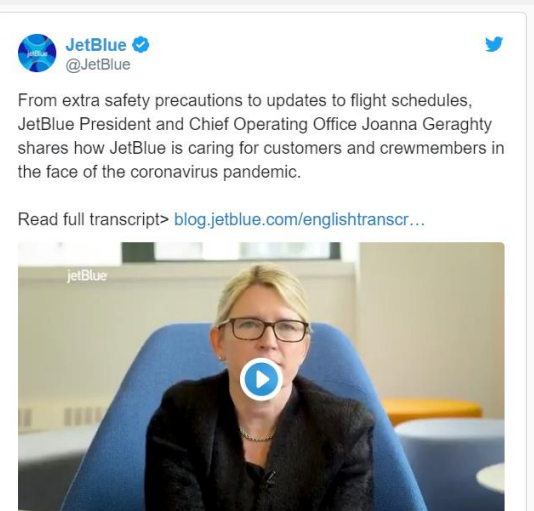 JetBlue
@JetBlue
From extra safety precautions to updates to flight schedules,
JetBlue President and Chief Operating Office Joanna Geraghty
shares how JetBlue is caring for customers and crewmembers in
the face of the coronavirus pandemic.
Read full transcript> blog.jetblue.com/englishtranscr…
jetBlue